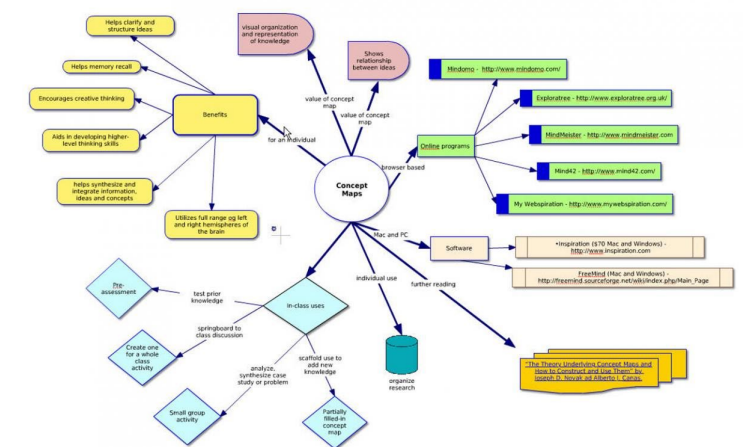 Helps clarify and
structure ideas
Helps memory recall
Encourages creative thinking
Aids in developing higher-
level thinking skills
helps synthesize and
integrate information,
ideas and concepts
Utilizes full range og left
and right hemispheres of
the brain
Benefits
for an individual
visual organization
and representation
of knowledge
value of concept
map
Shows
relationship
between ideas
value of concept
map
Concept
Maps
browser based
Online programs
Mindomo - http://www.mindomo.com/
Exploratree - http://www.exploratree.org.uk/
MindMeister - http://www.mindmeister.com
Mind42 - http://www.mind42.com/
My Webspiration - http://www.mywebspiration.com/
Mac and PC
Software
•Inspiration ($70 Mac and Windows) -
http://www.inspiration.com
FreeMind (Mac and Windows) -
http://freemind.sourceforge.net/wiki/index.php/Main_Page
further reading
"The Theory Underlying Concept Maps and
How to Construct and Use Them" by
Joseph D. Novak ad Alberto J. Canas.
individual use
organize
research
in-class uses
test prior
knowledge
Pre-
assessment
springboard to
class discussion
Create one
for a whole
class
activity
analyze,
synthesize case
study or problem
Small group
activity
scaffold use to
add new
knowledge
Partially
filled-in
concept
map